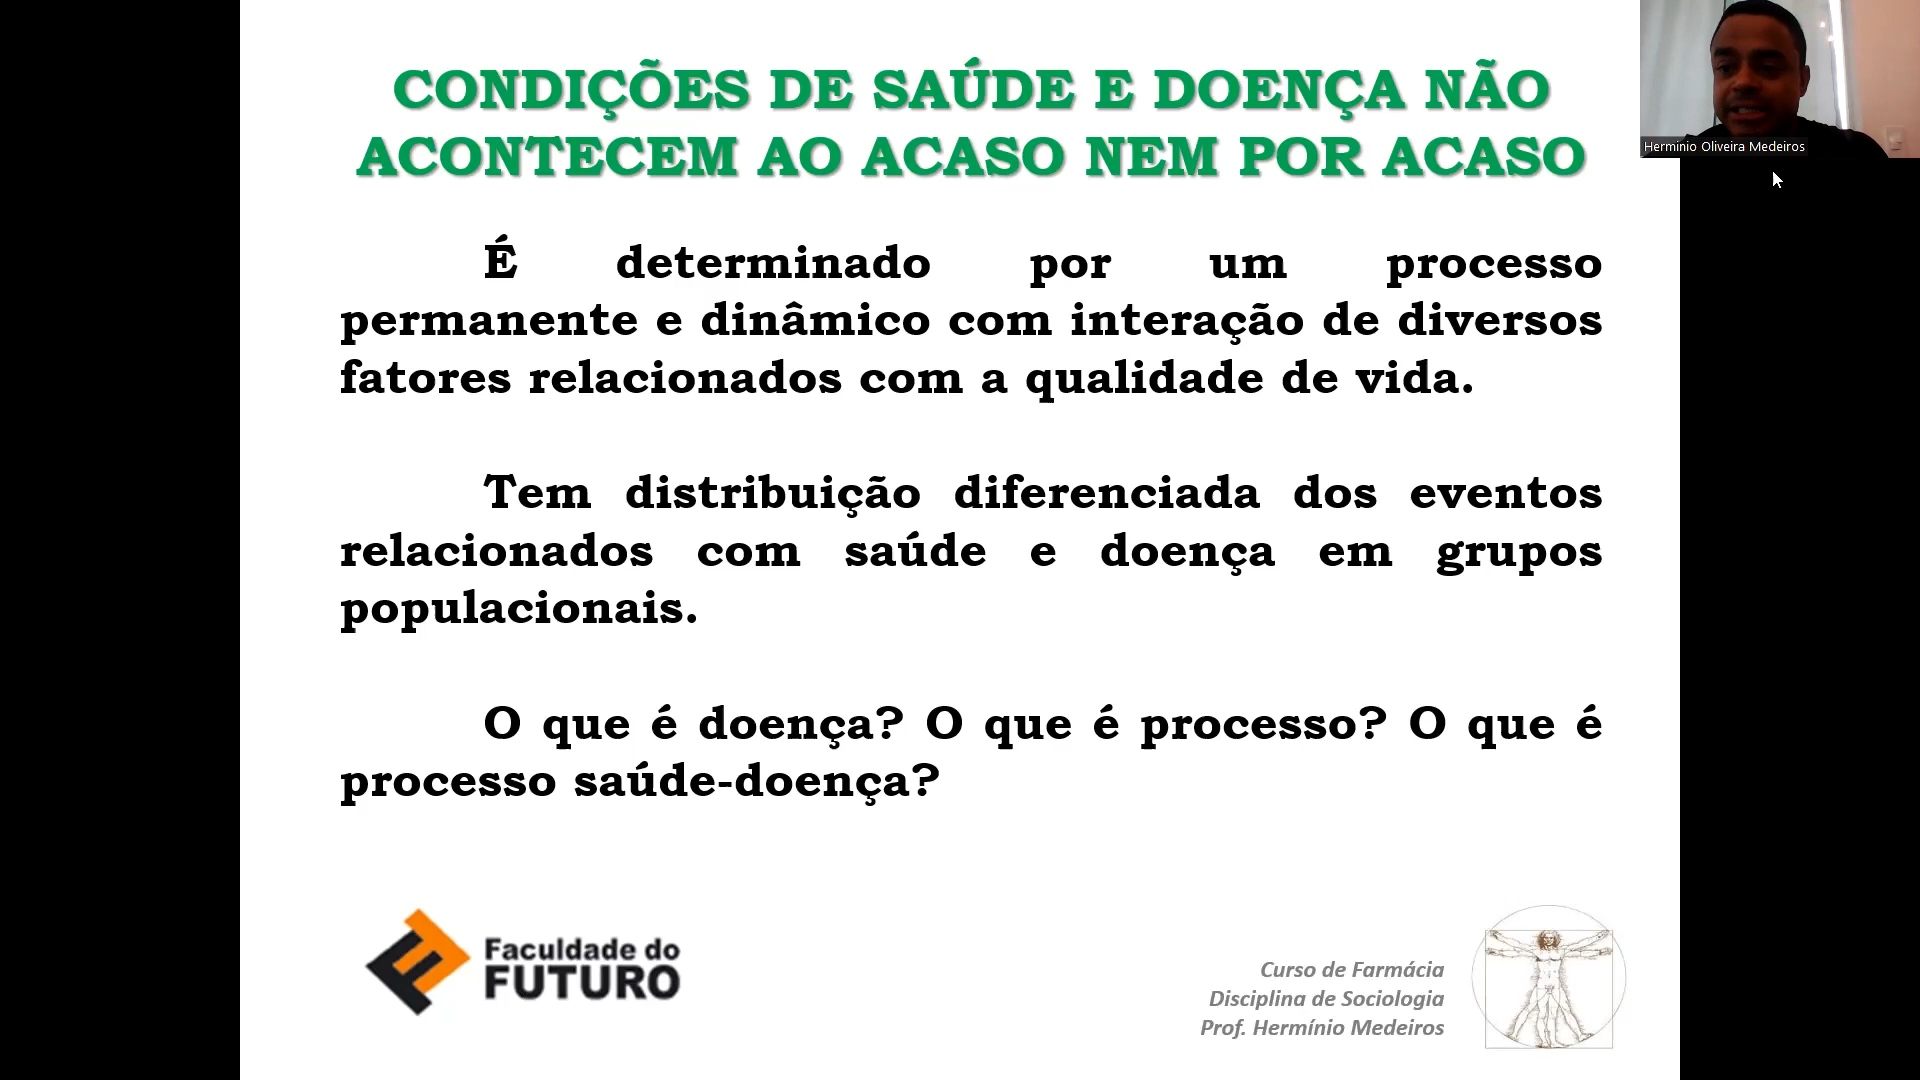 CONDIÇÕES DE SAÚDE E DOENÇA NÃO
ACONTECEM AO ACASO NEM POR ACASO
Herminio Oliveira Medeiros
É determinado por um processo
permanente e dinâmico com interação de diversos
fatores relacionados com a qualidade de vida.
Tem distribuição diferenciada dos eventos
relacionados com saúde e doença em grupos
populacionais.
O que é doença? O que é processo? O que é
processo saúde-doença?
Faculdade do
FUTURO
Curso de Farmácia
Disciplina de Sociologia
Prof. Hermínio Medeiros